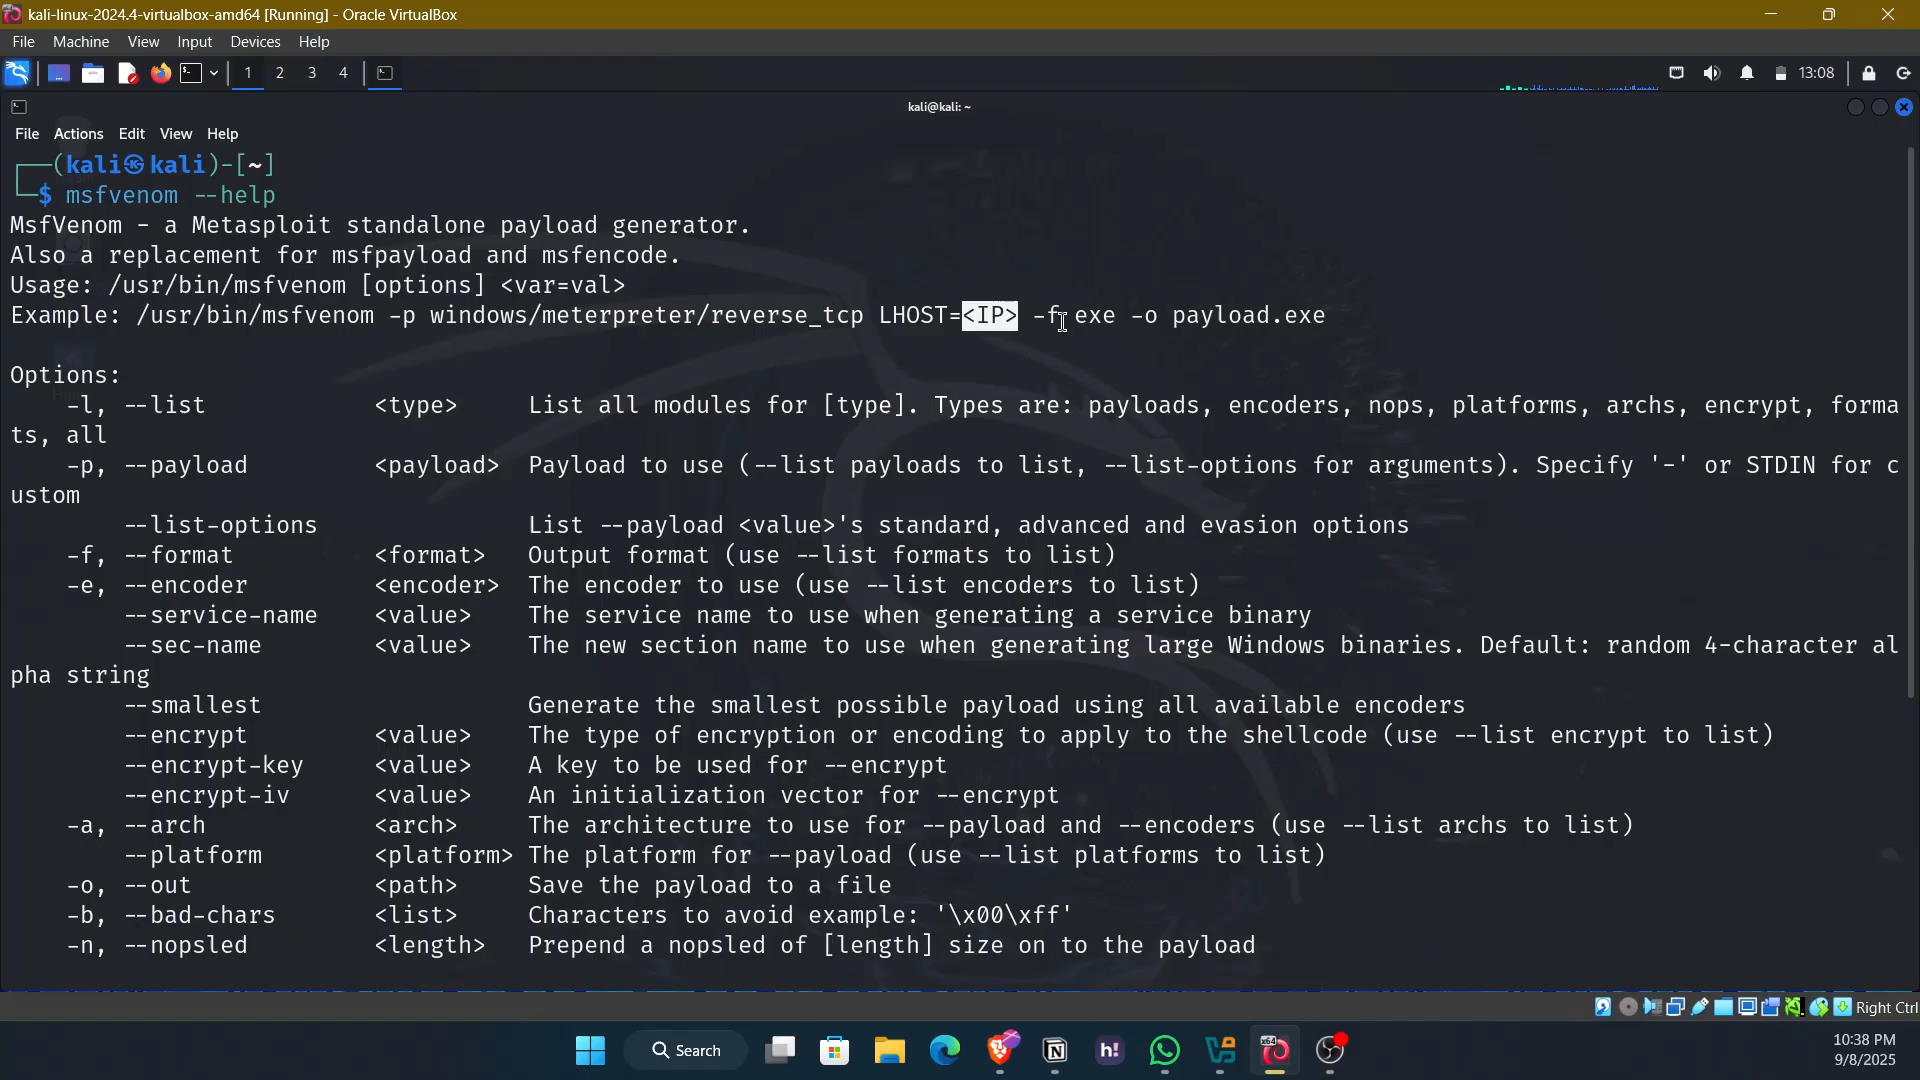 kali-linux-2024.4-virtualbox-amd64 [Running] - Oracle VirtualBox
File Machine View Input Devices Help
1 2 3 4 13:08
kali@kali: ~
File Actions Edit View Help
┌──(kali㉿kali)-[~]
└─$ msfvenom --help
MsfVenom - a Metasploit standalone payload generator.
Also a replacement for msfpayload and msfencode.
Usage: /usr/bin/msfvenom [options] <var=val>
Example: /usr/bin/msfvenom -p windows/meterpreter/reverse_tcp LHOST=<IP> -f exe -o payload.exe
Options:
-l, --list <type> List all modules for [type]. Types are: payloads, encoders, nops, platforms, archs, encrypt, forma
ts, all
-p, --payload <payload> Payload to use (--list payloads to list, --list-options for arguments). Specify '-' or STDIN for c
ustom
--list-options List --payload <value>'s standard, advanced and evasion options
-f, --format <format> Output format (use --list formats to list)
-e, --encoder <encoder> The encoder to use (use --list encoders to list)
--service-name <value> The service name to use when generating a service binary
--sec-name <value> The new section name to use when generating large Windows binaries. Default: random 4-character al
pha string
--smallest Generate the smallest possible payload using all available encoders
--encrypt <value> The type of encryption or encoding to apply to the shellcode (use --list encrypt to list)
--encrypt-key <value> A key to be used for --encrypt
--encrypt-iv <value> An initialization vector for --encrypt
-a, --arch <arch> The architecture to use for --payload and --encoders (use --list archs to list)
--platform <platform> The platform for --payload (use --list platforms to list)
-o, --out <path> Save the payload to a file
-b, --bad-chars <list> Characters to avoid example: '\x00\xff'
-n, --nopsled <length> Prepend a nopsled of [length] size on to the payload
Right Ctrl
Search
h!
x64
10:38 PM
9/8/2025